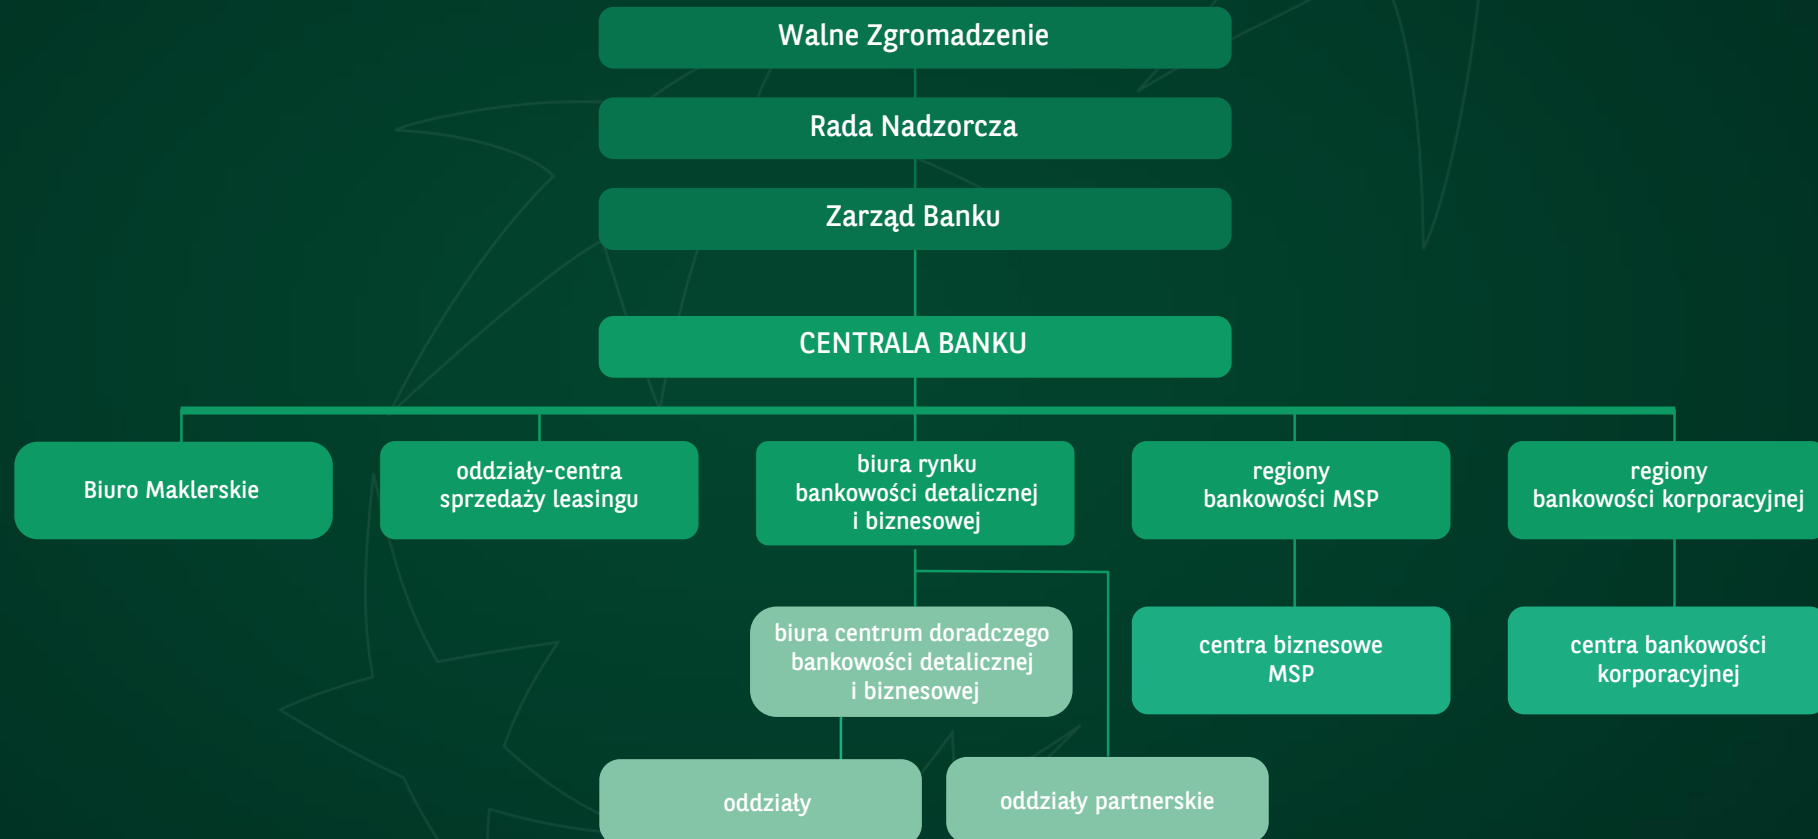 Walne Zgromadzenie
Rada Nadzorcza
Zarząd Banku
CENTRALA BANKU
Biuro Maklerskie
oddziały-centra
sprzedaży leasingu
biura rynku
bankowości detalicznej
i biznesowej
regiony
bankowości MSP
regiony
bankowości korporacyjnej
biura centrum doradczego
bankowości detalicznej
i biznesowej
centra biznesowe
MSP
centra bankowości
korporacyjnej
oddziały
oddziały partnerskie